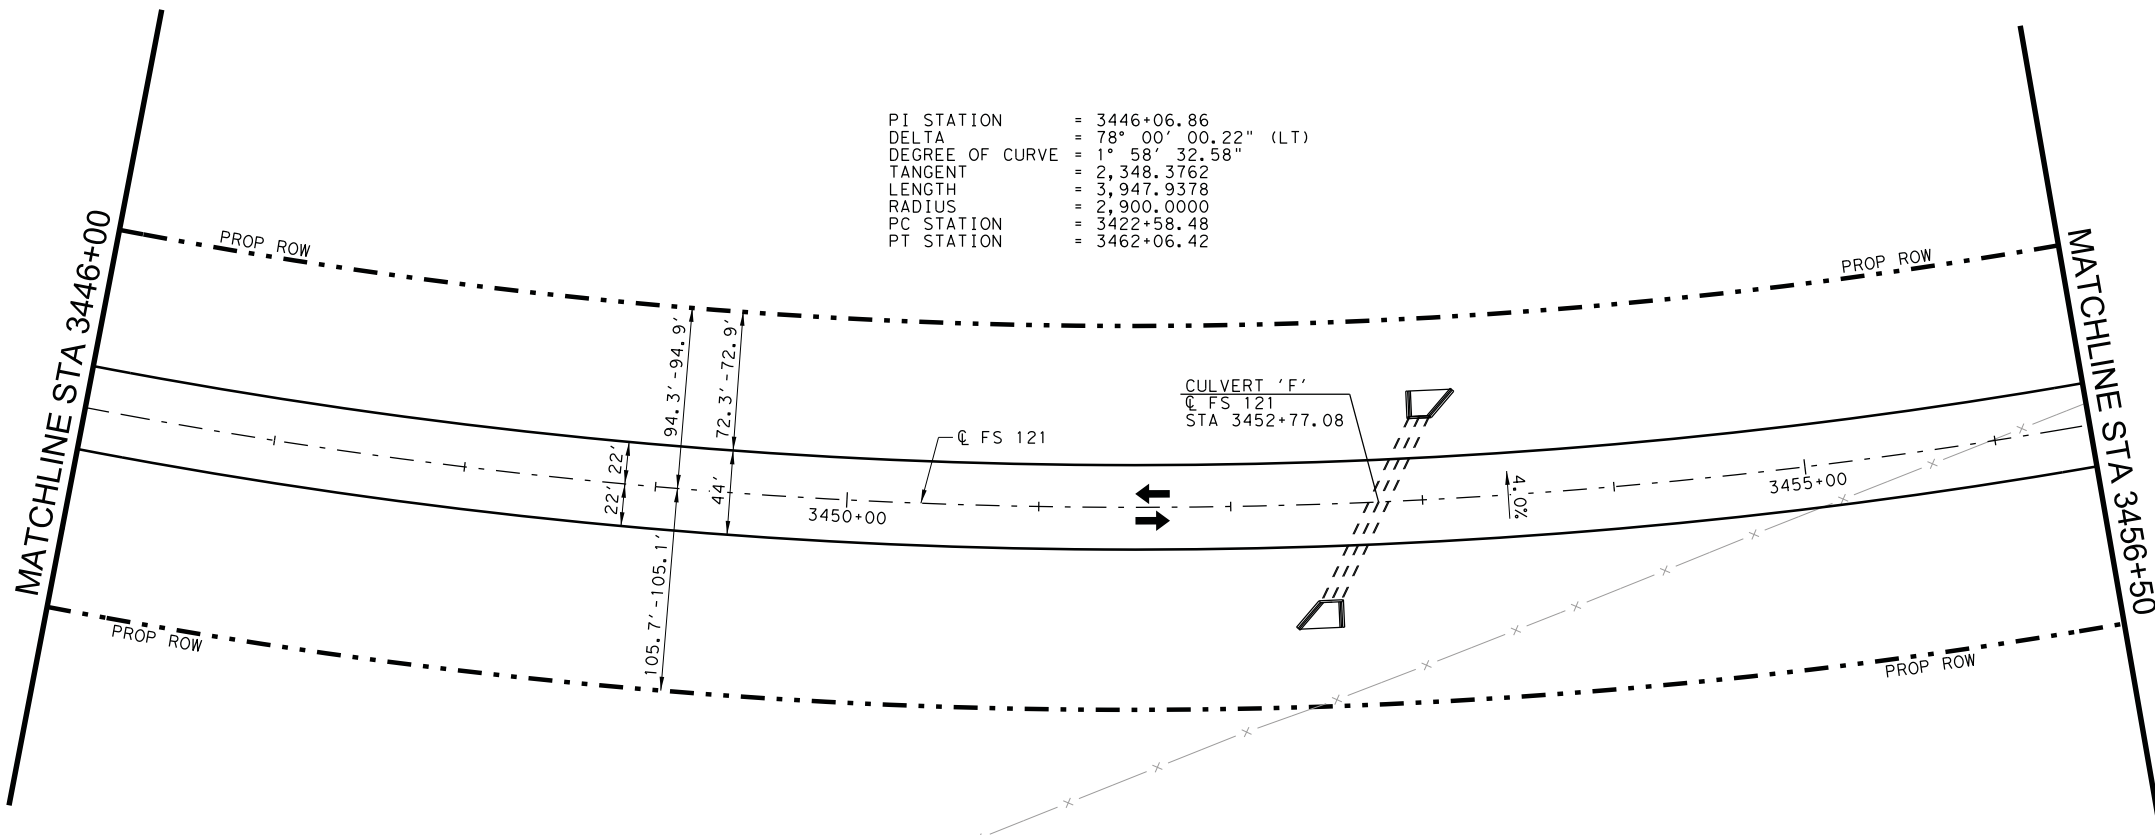 PI STATION = 3446+06.86
DELTA = 78° 00' 00.22" (LT)
DEGREE OF CURVE = 1° 58' 32.58"
TANGENT = 2,348.3762
LENGTH = 3,947.9378
RADIUS = 2,900.0000
PC STATION = 3422+58.48
PT STATION = 3462+06.42
MATCHLINE STA 3446+00
PROP ROW
PROP ROW
MATCHLINE STA 3456+50
94.3'-94.9'
72.3'-72.9'
CULVERT 'F'
℄ FS 121
STA 3452+77.08
℄ FS 121
22'
22'
44'
3450+00
4.0%
3455+00
105.7'-105.1'
PROP ROW
PROP ROW